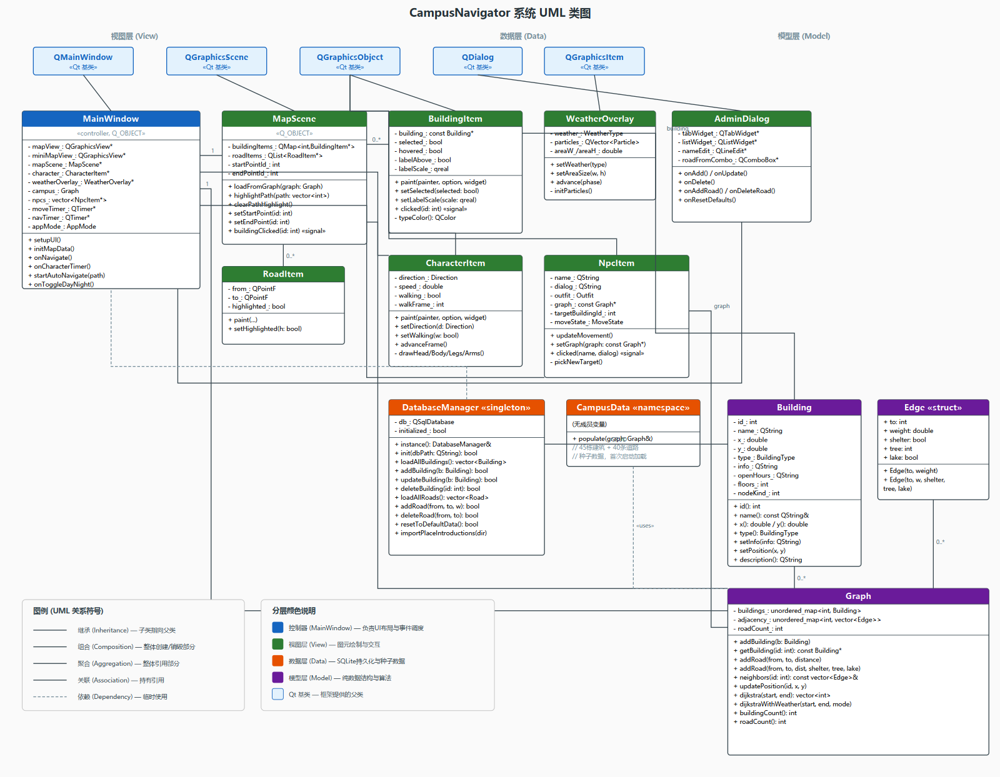 CampusNavigator 系统 UML 类图
视图层 (View)
数据层 (Data)
模型层 (Model)
QMainWindow
«Qt 基类»
QGraphicsScene
«Qt 基类»
QGraphicsObject
«Qt 基类»
QDialog
«Qt 基类»
QGraphicsItem
«Qt 基类»
MainWindow
«controller, Q_OBJECT»
- mapView_: QGraphicsView*
- miniMapView_: QGraphicsView*
- mapScene_: MapScene*
- character_: CharacterItem*
- weatherOverlay_: WeatherOverlay*
- campus_: Graph
- npcs_: vector<NpcItem*>
- moveTimer_: QTimer*
- navTimer_: QTimer*
- appMode_: AppMode
+ setupUI()
+ initMapData()
+ onNavigate()
+ onCharacterTimer()
+ startAutoNavigate(path)
+ onToggleDayNight()
1
1
MapScene
«Q_OBJECT»
- buildingItems_: QMap<int,BuildingItem*>
- roadItems_: QList<RoadItem*>
- startPointId_: int
- endPointId_: int
+ loadFromGraph(graph: Graph)
+ highlightPath(path: vector<int>)
+ clearPathHighlight()
+ setStartPoint(id: int)
+ setEndPoint(id: int)
+ buildingClicked(id: int) «signal»
0..*
0..*
BuildingItem
- building_: const Building*
- selected_: bool
- hovered_: bool
- labelAbove_: bool
- labelScale_: qreal
+ paint(painter, option, widget)
+ setSelected(selected: bool)
+ setLabelScale(scale: qreal)
+ clicked(id: int) «signal»
- typeColor(): QColor
WeatherOverlay
- weather_: WeatherType
- particles_: QVector<Particle>
- areaW_/areaH_: double
+ setWeather(type)
+ setAreaSize(w, h)
+ advance(phase)
- initParticles()
building
AdminDialog
- tabWidget_: QTabWidget*
- listWidget_: QListWidget*
- nameEdit_: QLineEdit*
- roadFromCombo_: QComboBox*
+ onAdd() / onUpdate()
+ onDelete()
+ onAddRoad() / onDeleteRoad()
+ onResetDefaults()
RoadItem
- from_: QPointF
- to_: QPointF
- highlighted_: bool
+ paint(...)
+ setHighlighted(h: bool)
CharacterItem
- direction_: Direction
- speed_: double
- walking_: bool
- walkFrame_: int
+ paint(painter, option, widget)
+ setDirection(d: Direction)
+ setWalking(w: bool)
+ advanceFrame()
- drawHead/Body/Legs/Arms()
NpcItem
- name_: QString
- dialog_: QString
- outfit_: Outfit
- graph_: const Graph*
- targetBuildingId_: int
- moveState_: MoveState
+ updateMovement()
+ setGraph(graph: const Graph*)
+ clicked(name, dialog) «signal»
- pickNewTarget()
graph
DatabaseManager «singleton»
- db_: QSqlDatabase
- initialized_: bool
+ instance(): DatabaseManager&
+ init(dbPath: QString): bool
+ loadAllBuildings(): vector<Building>
+ addBuilding(b: Building): bool
+ updateBuilding(b: Building): bool
+ deleteBuilding(id: int): bool
+ loadAllRoads(): vector<Road>
+ addRoad(from, to, w): bool
+ deleteRoad(from, to): bool
+ resetToDefaultData(): bool
+ importPlaceIntroductions(dir)
CampusData «namespace»
(无成员变量)
+ populate(graph: Graph&)
// 45栋建筑 + 40条道路
// 种子数据，首次启动加载
«uses»
Building
- id_: int
- name_: QString
- x_: double
- y_: double
- type_: BuildingType
- info_: QString
- openHours_: QString
- floors_: int
- nodeKind_: int
+ id(): int
+ name(): const QString&
+ x(): double / y(): double
+ type(): BuildingType
+ setInfo(info: QString)
+ setPosition(x, y)
+ description(): QString
0..*
Edge «struct»
+ to: int
+ weight: double
+ shelter: bool
+ tree: int
+ lake: bool
+ Edge(to, weight)
+ Edge(to, w, shelter,
tree, lake)
0..*
Graph
- buildings_: unordered_map<int, Building>
- adjacency_: unordered_map<int, vector<Edge>>
- roadCount_: int
+ addBuilding(b: Building)
+ getBuilding(id: int): const Building*
+ addRoad(from, to, distance)
+ addRoad(from, to, dist, shelter, tree, lake)
+ neighbors(id: int): const vector<Edge>&
+ updatePosition(id, x, y)
+ dijkstra(start, end): vector<int>
+ dijkstraWithWeather(start, end, mode)
+ buildingCount(): int
+ roadCount(): int
图例 (UML 关系符号)
继承 (Inheritance) — 子类指向父类
组合 (Composition) — 整体创建/销毁部分
聚合 (Aggregation) — 整体引用部分
关联 (Association) — 持有引用
依赖 (Dependency) — 临时使用
分层颜色说明
控制器 (MainWindow) — 负责UI布局与事件调度
视图层 (View) — 图元绘制与交互
数据层 (Data) — SQLite持久化与种子数据
模型层 (Model) — 纯数据结构与算法
Qt 基类 — 框架提供的父类